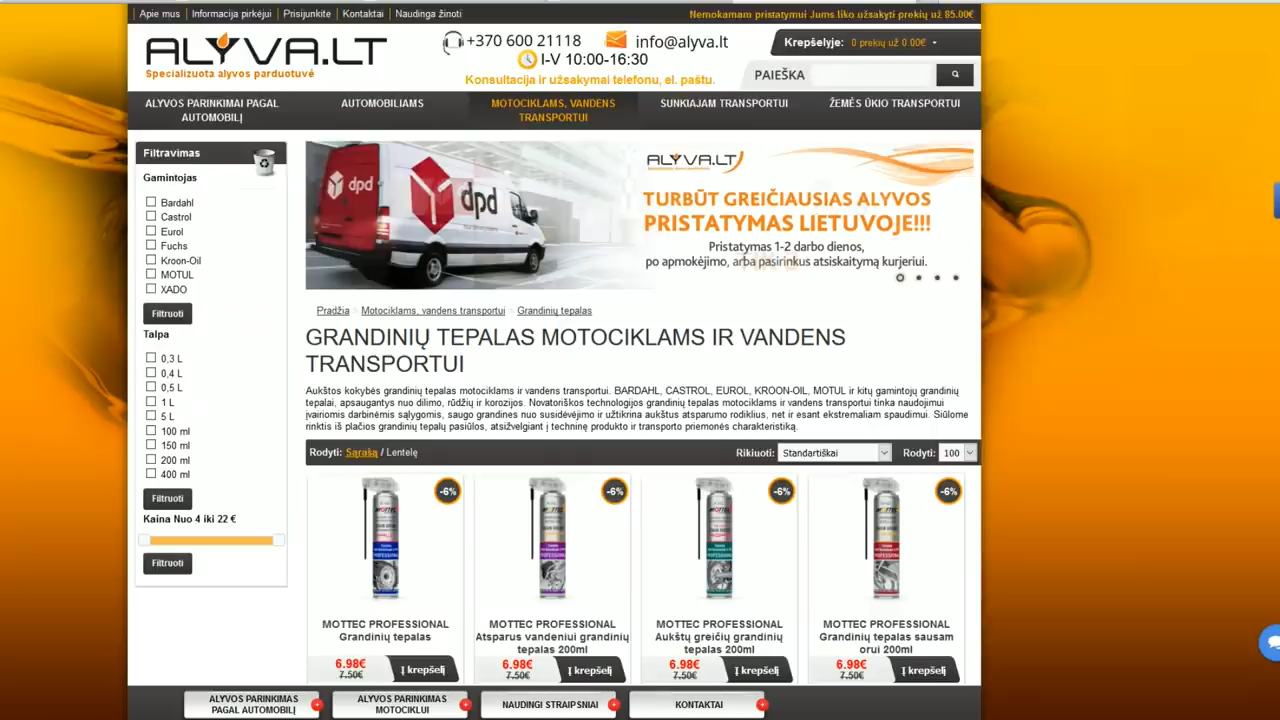 Apie mus
Informacija pirkėjui
Prisijunkite
Kontaktai
Naudinga žinoti
Nemokamam pristatymui Jums liko užsakyti prekių už 85.00€
ALYVA.LT
Specializuota alyvos parduotuvė
+370 600 21118
info@alyva.lt
I-V 10:00-16:30
Konsultacija ir užsakymai telefonu, el. paštu.
Krepšelyje: 0 prekių už 0.00€
PAIEŠKA
ALYVOS PARINKIMAI PAGAL
AUTOMOBILĮ
AUTOMOBILIAMS
MOTOCIKLAMS, VANDENS
TRANSPORTUI
SUNKIAJAM TRANSPORTUI
ŽEMĖS ŪKIO TRANSPORTUI
Filtravimas
Gamintojas
Bardahl
Castrol
Eurol
Fuchs
Kroon-Oil
MOTUL
XADO
Filtruoti
Talpa
0,3 L
0,4 L
0,5 L
1 L
5 L
100 ml
150 ml
200 ml
400 ml
Filtruoti
Kaina Nuo 4 iki 22 €
Filtruoti
dpd
dpd
ALYVA.LT
TURBŪT GREIČIAUSIAS ALYVOS
PRISTATYMAS LIETUVOJE!!!
Pristatymas 1-2 darbo dienos,
po apmokėjimo, arba pasirinkus atsiskaitymą kurjeriui.
Pradžia
Motociklams, vandens transportui
Grandinių tepalas
GRANDINIŲ TEPALAS MOTOCIKLAMS IR VANDENS
TRANSPORTUI
Aukštos kokybės grandinių tepalas motociklams ir vandens transportui. BARDAHL, CASTROL, EUROL, KROON-OIL, MOTUL ir kitų gamintojų grandinių
tepalai, apsaugantys nuo dilimo, rūdžių ir korozijos. Novatoriškos technologijos grandinių tepalas motociklams ir vandens transportui tinka naudojimui
įvairiomis darbinėmis sąlygomis, saugo grandines nuo susidėvėjimo ir užtikrina aukštus atsparumo rodiklius, net ir esant ekstremaliam spaudimui. Siūlome
rinktis iš plačios grandinių tepalų pasiūlos, atsižvelgiant į techninę produkto ir transporto priemonės charakteristiką.
Rodyti: Sąrašą / Lentelę
Rikiuoti: Standartiškai
Rodyti: 100
-6%
-6%
-6%
-6%
MOTTEC
PROFESSIONAL
MOTTEC
PROFESSIONAL
MOTTEC
PROFESSIONAL
MOTTEC
PROFESSIONAL
MOTTEC PROFESSIONAL
Grandinių tepalas
6.98€
7.50€
Į krepšelį
MOTTEC PROFESSIONAL
Atsparus vandeniui grandinių
tepalas 200ml
6.98€
7.50€
Į krepšelį
MOTTEC PROFESSIONAL
Aukštų greičių grandinių
tepalas 200ml
6.98€
7.50€
Į krepšelį
MOTTEC PROFESSIONAL
Grandinių tepalas sausam
orui 200ml
6.98€
7.50€
Į krepšelį
ALYVOS PARINKIMAS
PAGAL AUTOMOBILĮ
ALYVOS PARINKIMAS
MOTOCIKLUI
NAUDINGI STRAIPSNIAI
KONTAKTAI